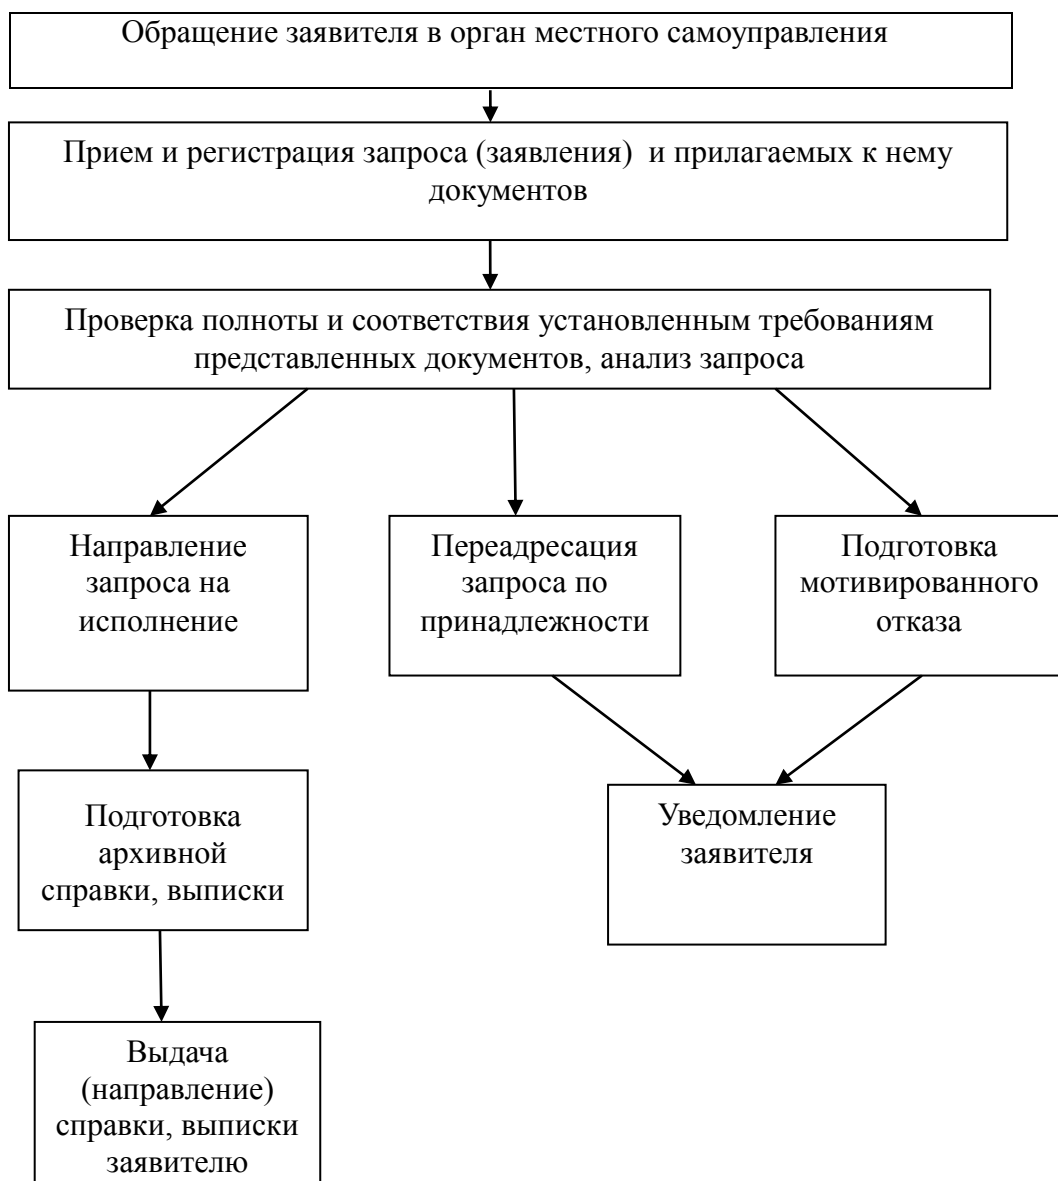 Обращение заявителя в орган местного самоуправления
Прием и регистрация запроса (заявления)  и прилагаемых к нему
документов
Проверка полноты и соответствия установленным требованиям
представленных документов, анализ запроса
Направление
запроса на
исполнение
Переадресация
запроса по
принадлежности
Подготовка
мотивированного
отказа
Подготовка
архивной
справки, выписки
Уведомление
заявителя
Выдача
(направление)
справки, выписки
заявителю